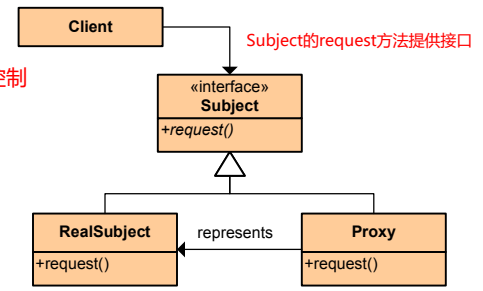 Client
Subject的request方法提供接口
控制
«interface»
Subject
+request()
RealSubject
represents
Proxy
+request()
+request()